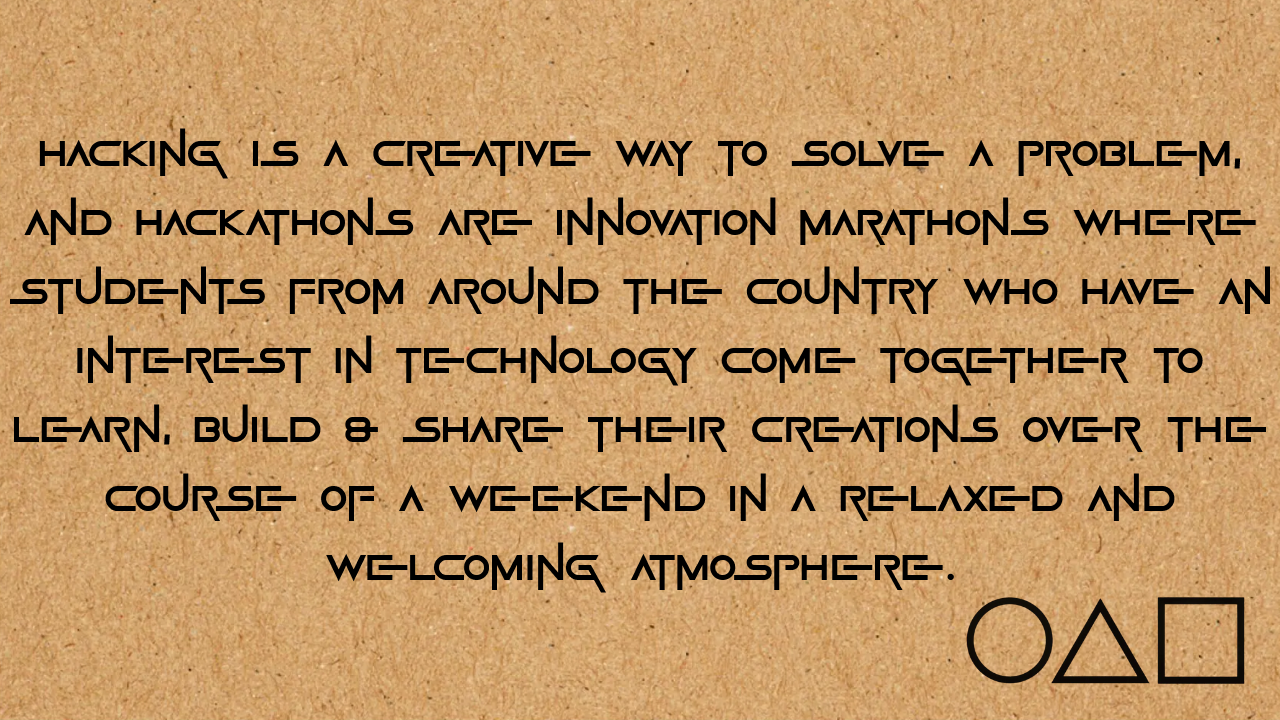 HACKING IS A CREATIVE WAY TO SOLVE A PROBLEM,
AND HACKATHONS ARE INNOVATION MARATHONS WHERE
STUDENTS FROM AROUND THE COUNTRY WHO HAVE AN
INTEREST IN TECHNOLOGY COME TOGETHER TO
LEARN, BUILD & SHARE THEIR CREATIONS OVER THE
COURSE OF A WEEKEND IN A RELAXED AND
WELCOMING ATMOSPHERE.